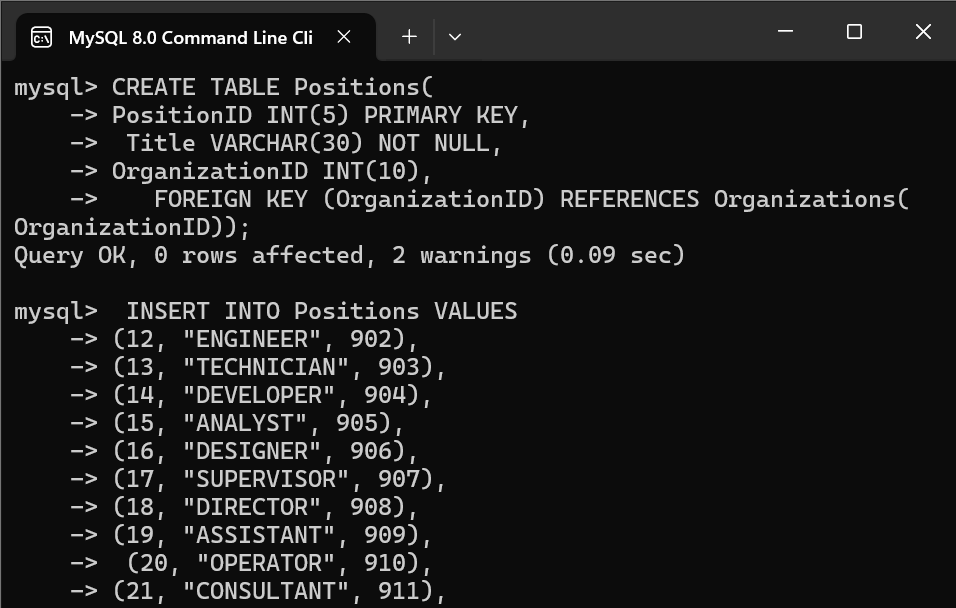 MySQL 8.0 Command Line Cli
mysql> CREATE TABLE Positions(
    -> PositionID INT(5) PRIMARY KEY,
    ->  Title VARCHAR(30) NOT NULL,
    -> OrganizationID INT(10),
    ->    FOREIGN KEY (OrganizationID) REFERENCES Organizations(
OrganizationID));
Query OK, 0 rows affected, 2 warnings (0.09 sec)

mysql>  INSERT INTO Positions VALUES
    -> (12, "ENGINEER", 902),
    -> (13, "TECHNICIAN", 903),
    -> (14, "DEVELOPER", 904),
    -> (15, "ANALYST", 905),
    -> (16, "DESIGNER", 906),
    -> (17, "SUPERVISOR", 907),
    -> (18, "DIRECTOR", 908),
    -> (19, "ASSISTANT", 909),
    ->  (20, "OPERATOR", 910),
    -> (21, "CONSULTANT", 911),